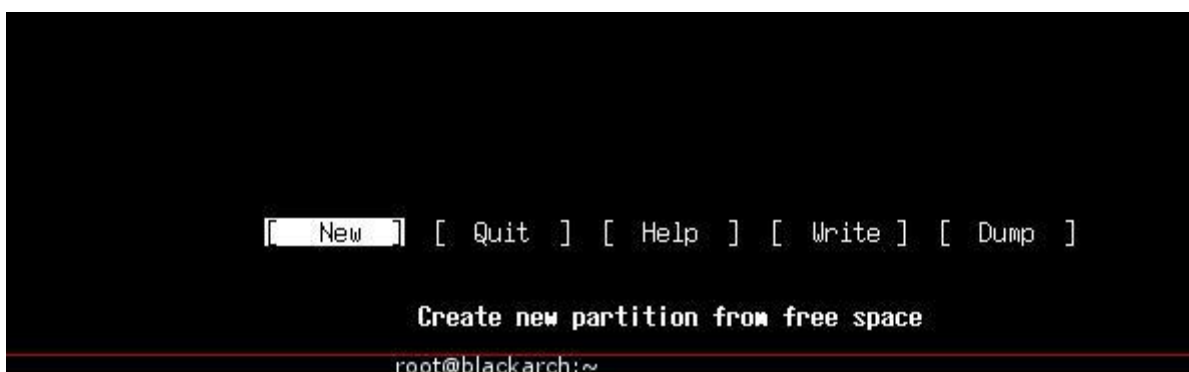 [ New ] [ Quit ] [ Help ] [ Write ] [ Dump ]
Create new partition from free space
root@blackarch:~